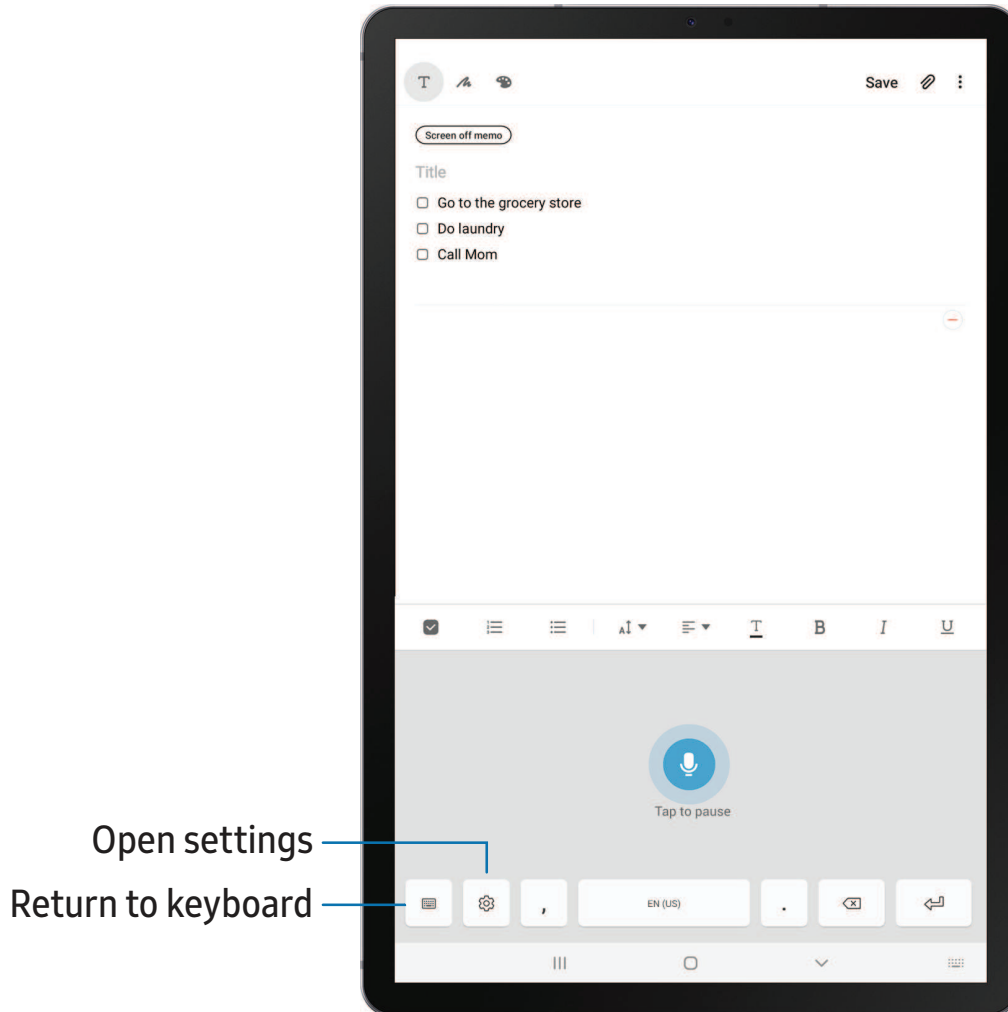 T
Save
Screen off memo
Title
Go to the grocery store
Do laundry
Call Mom
A
T
B
I
U
Tap to pause
Open settings
Return to keyboard
, EN (US) .